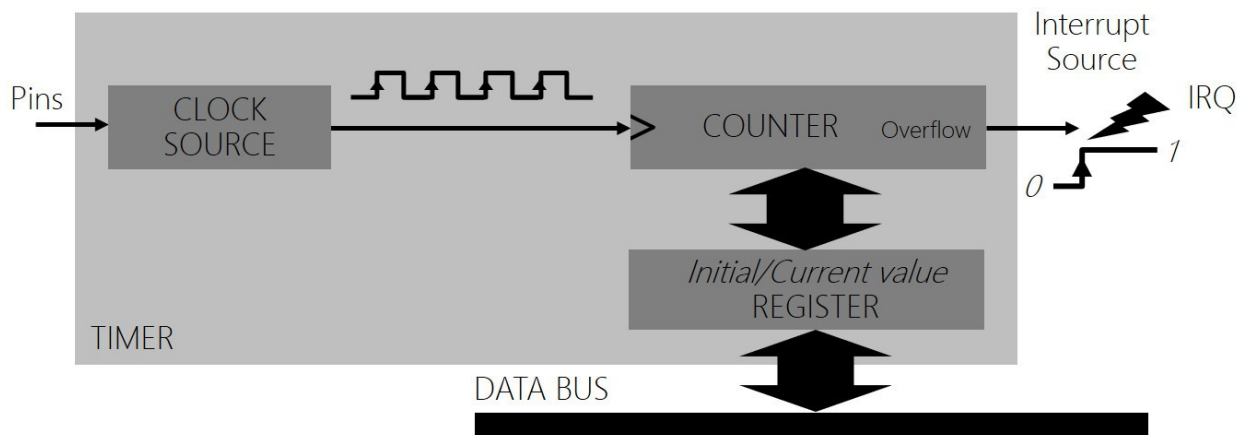 Interrupt
Source
Pins
CLOCK
SOURCE
COUNTER
Overflow
IRQ
0
1
Initial/Current value
REGISTER
TIMER
DATA BUS